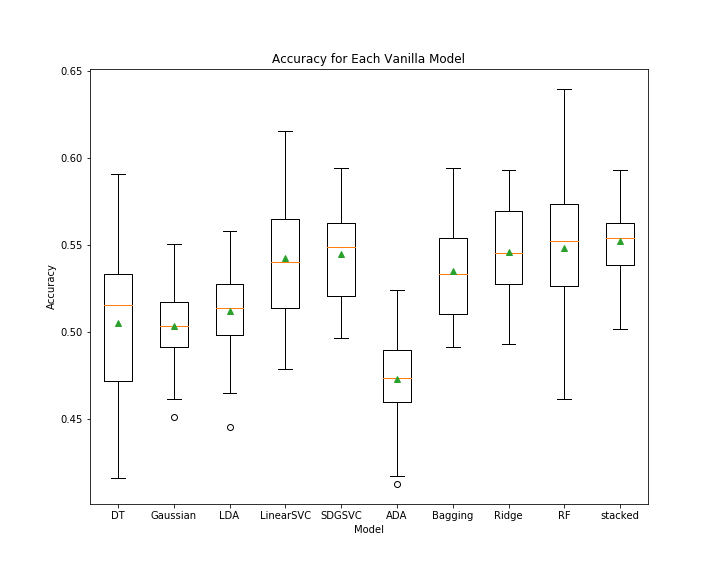 Accuracy for Each Vanilla Model
0.65
0.60
0.55
0.50
0.45
Accuracy
DT Gaussian LDA LinearSVC SDGSVC ADA Bagging Ridge RF stacked
Model